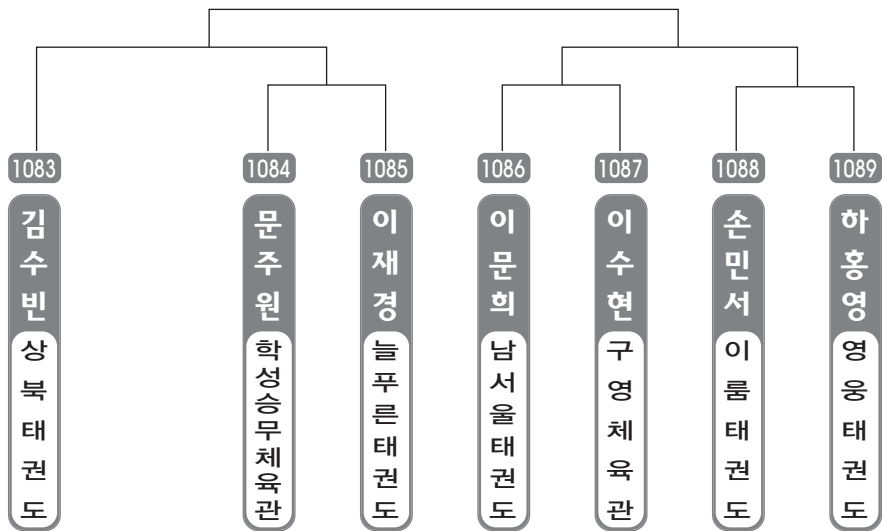 1083
1084
1085
1086
1087
1088
1089
김수빈
상북태권도
문주원
학성승무체육관
이재경
늘푸른태권도
이문희
남서울태권도
이수현
구영체육관
손민서
이룸태권도
하홍영
영웅태권도